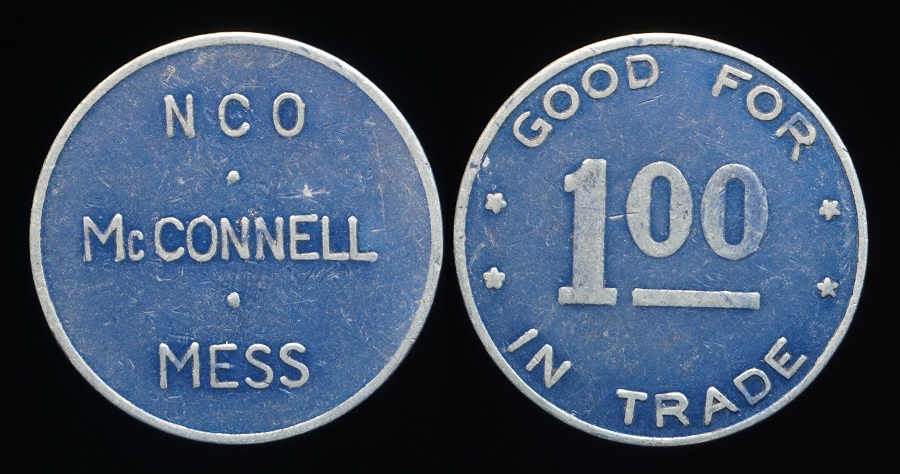 NCO
McCONNELL
MESS
GOOD FOR
100
IN TRADE